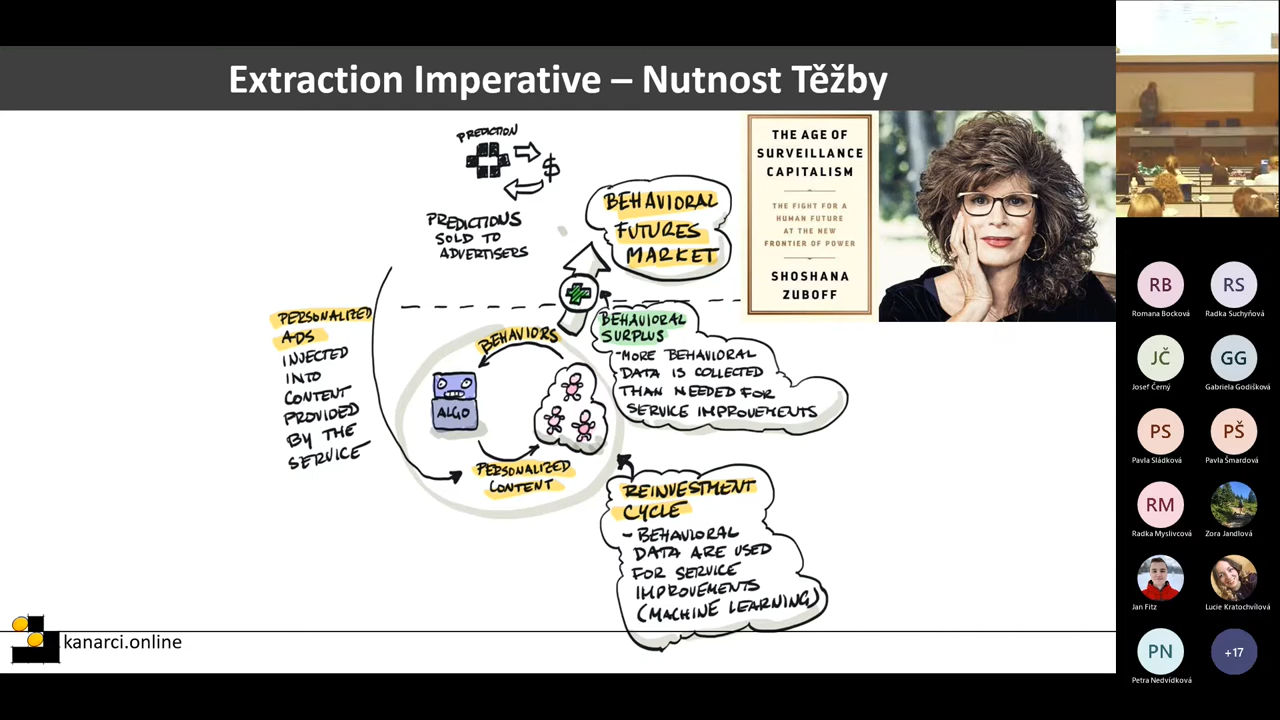 Extraction Imperative – Nutnost Těžby
PREDICTION
$
PREDICTIONS
SOLD TO
ADVERTISERS
BEHAVIORAL
FUTURES
MARKET
THE AGE OF
SURVEILLANCE
CAPITALISM
THE FIGHT FOR A
HUMAN FUTURE
AT THE NEW
FRONTIER OF POWER
SHOSHANA
ZUBOFF
PERSONALIZED
ADS
INJECTED
INTO
CONTENT
PROVIDED
BY THE
SERVICE
BEHAVIORS
ALGO
PERSONALIZED
CONTENT
BEHAVIORAL
SURPLUS
- MORE BEHAVIORAL
DATA IS COLLECTED
THAN NEEDED FOR
SERVICE IMPROVEMENTS
REINVESTMENT
CYCLE
- BEHAVIORAL
DATA ARE USED
FOR SERVICE
IMPROVEMENTS
(MACHINE LEARNING)
kanarci.online
RB
Romana Bocková
RS
Radka Suchyňová
JČ
Josef Černý
GG
Gabriela Godišková
PS
Pavla Sládková
PŠ
Pavla Šmardová
RM
Radka Myslivcová
Zora Jandlová
Jan Fitz
Lucie Kratochvílová
PN
Petra Nedvídková
+17